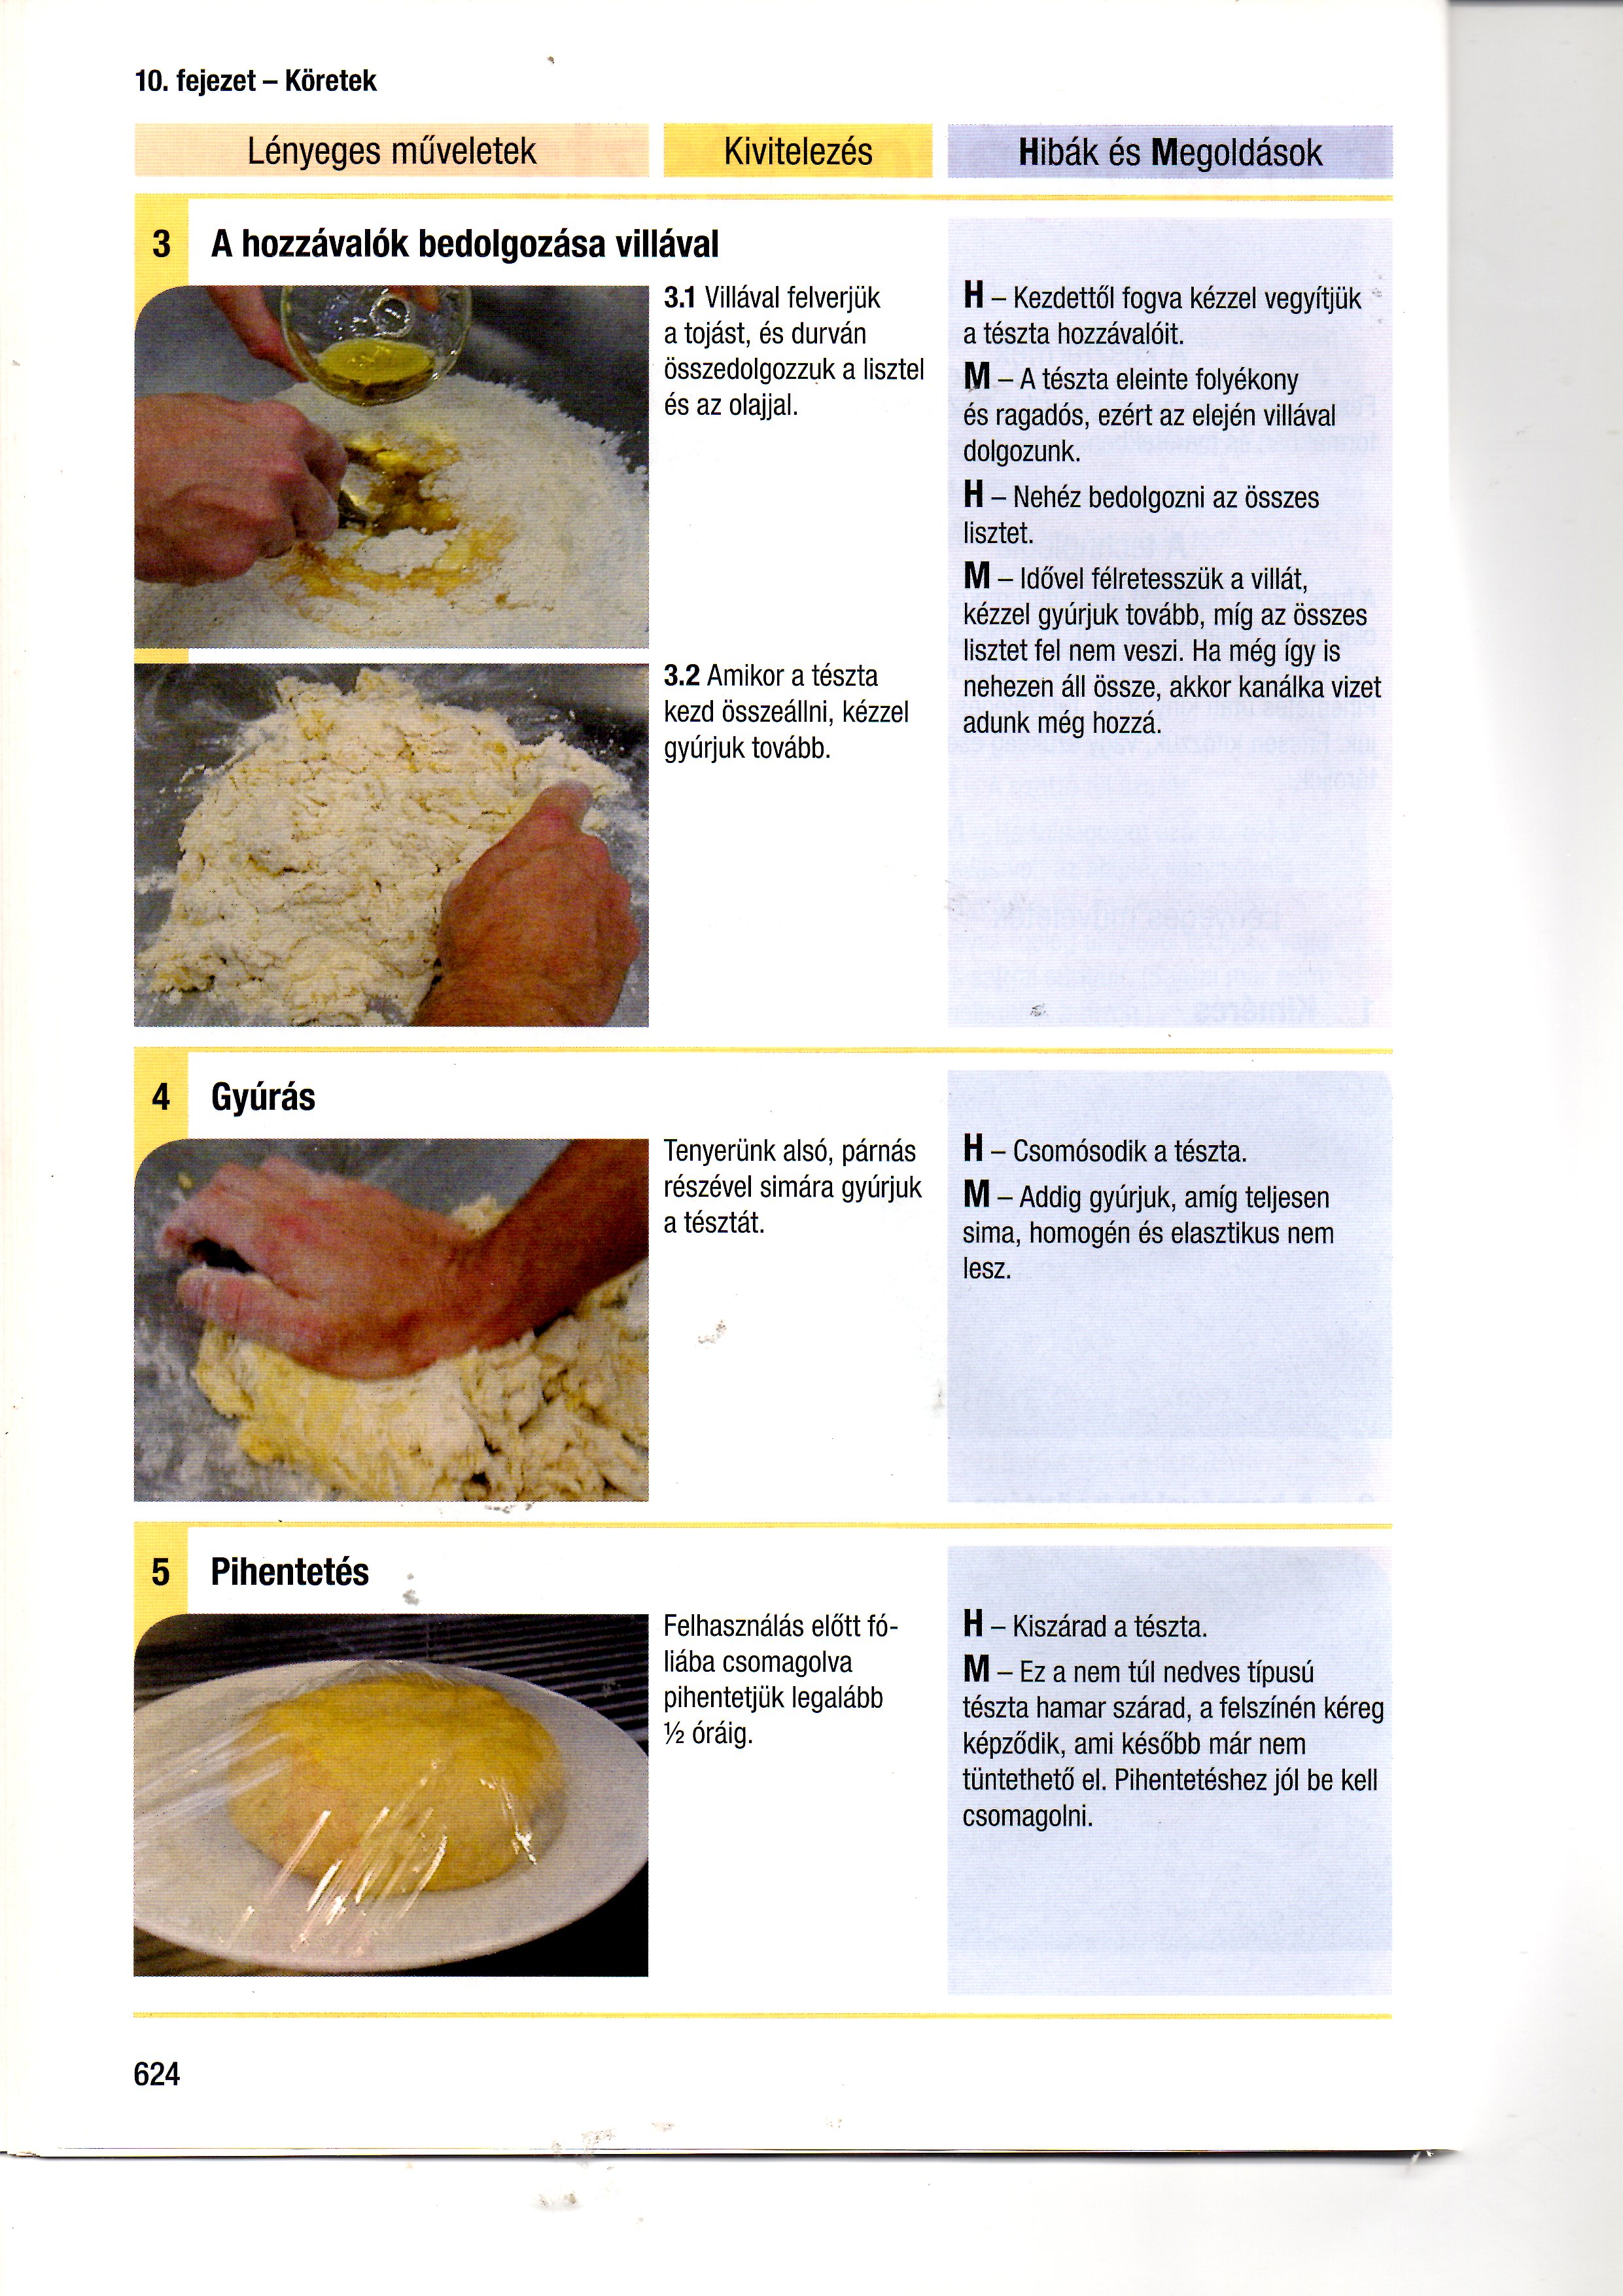 10. fejezet – Köretek
Lényeges műveletek
Kivitelezés
Hibák és Megoldások
3 A hozzávalók bedolgozása villával
3.1 Villával felverjük
a tojást, és durván
összedolgozzuk a lisztel
és az olajjal.
3.2 Amikor a tészta
kezd összeállni, kézzel
gyúrjuk tovább.
H – Kezdettől fogva kézzel vegyítjük
a tészta hozzávalóit.
M – A tészta eleinte folyékony
és ragadós, ezért az elején villával
dolgozunk.
H – Nehéz bedolgozni az összes
lisztet.
M – Idővel félretesszük a villát,
kézzel gyúrjuk tovább, míg az összes
lisztet fel nem veszi. Ha még így is
nehezen áll össze, akkor kanálka vizet
adunk még hozzá.
4 Gyúrás
Tenyerünk alsó, párnás
részével simára gyúrjuk
a tésztát.
H – Csomósodik a tészta.
M – Addig gyúrjuk, amíg teljesen
sima, homogén és elasztikus nem
lesz.
5 Pihentetés
Felhasználás előtt fó-
liába csomagolva
pihentetjük legalább
½ óráig.
H – Kiszárad a tészta.
M – Ez a nem túl nedves típusú
tészta hamar szárad, a felszínén kéreg
képződik, ami később már nem
tüntethető el. Pihentetéshez jól be kell
csomagolni.
624